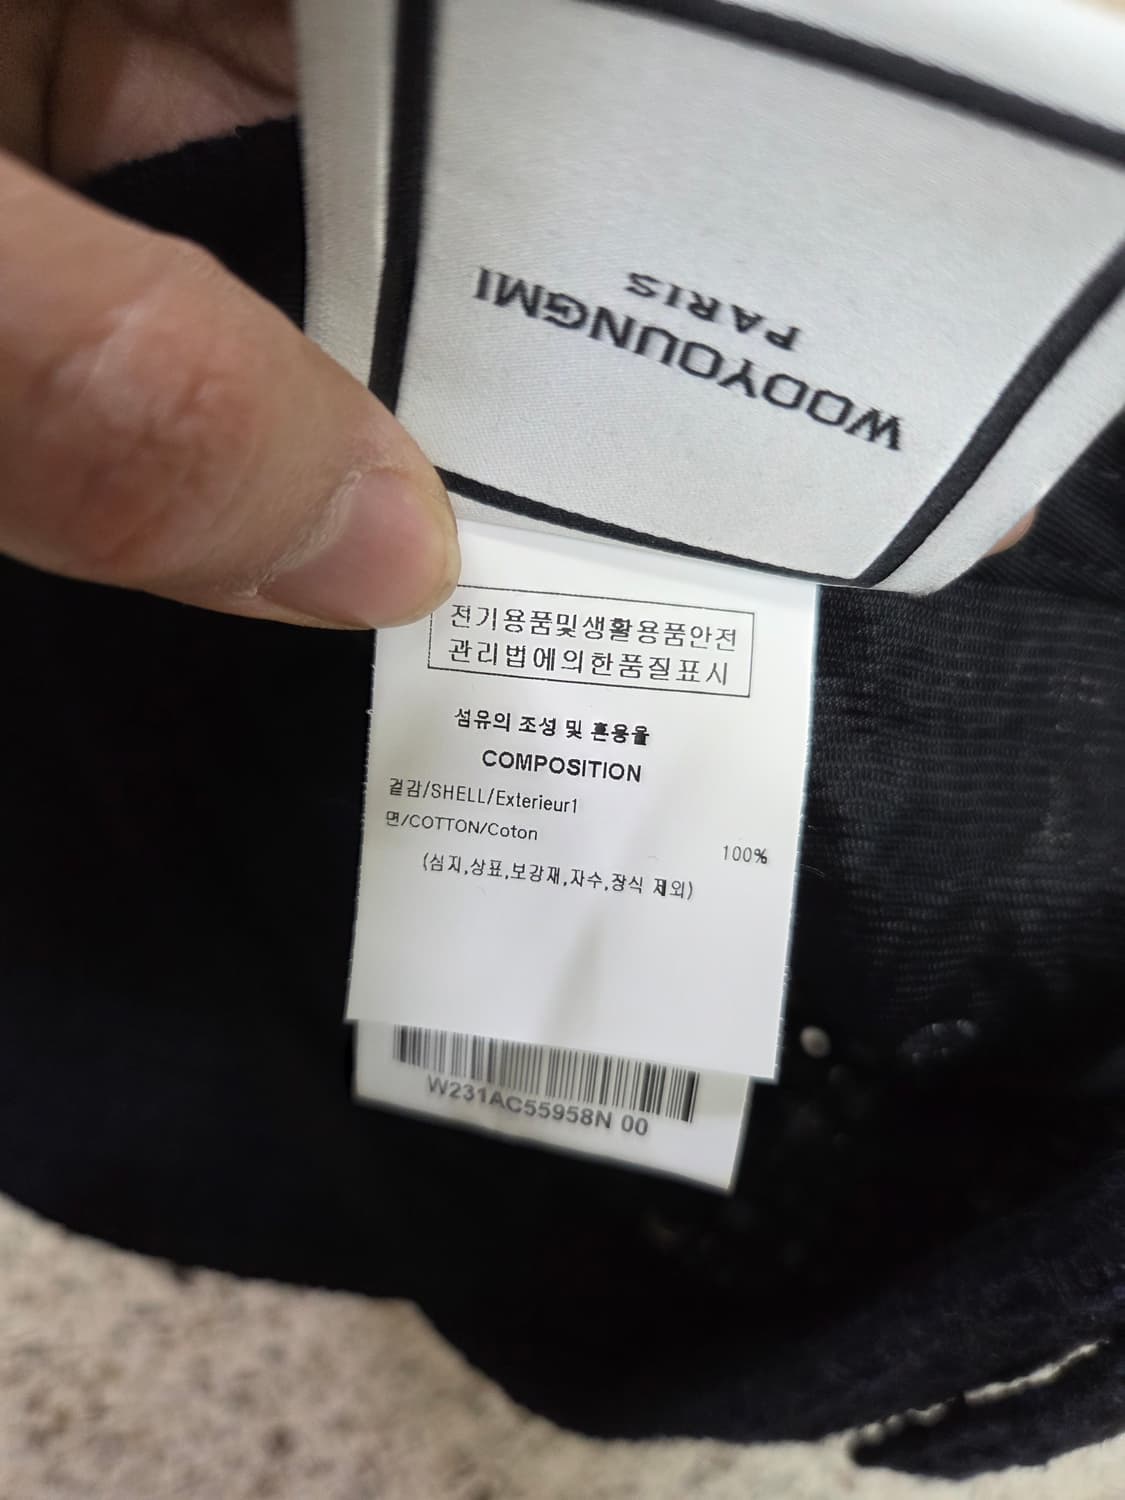 WOOYOUNGMI
PARIS
전기용품및생활용품안전
관리법에의한품질표시
섬유의 조성 및 혼용율
COMPOSITION
겉감/SHELL/Exterieur1
면/COTTON/Coton 100%
(심지,상표,보강재,자수,장식 제외)
W231AC55958N 00